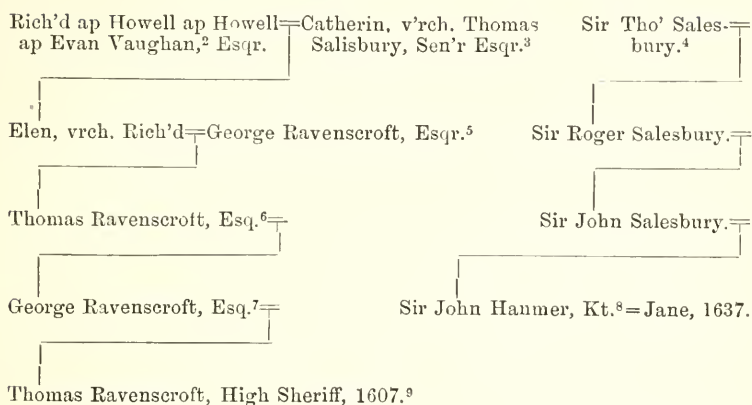 Rich'd ap Howell ap Howell=Catherin, v'rch. Thomas
ap Evan Vaughan,² Esqr. Salisbury, Sen'r Esqr.³
Sir Tho' Sales-=
bury.⁴
Elen, vrch. Rich'd=George Ravenscroft, Esqr.⁵
Sir Roger Salesbury.=
Thomas Ravenscroft, Esq.⁶=
Sir John Salesbury.=
George Ravenscroft, Esq.⁷=
Sir John Hanmer, Kt.⁸=Jane, 1637.
Thomas Ravenscroft, High Sheriff, 1607.⁹